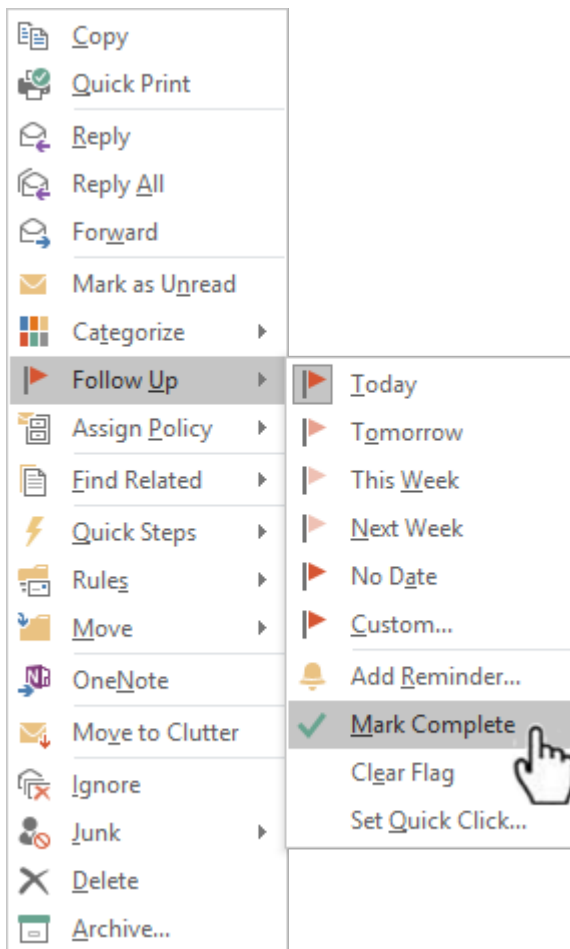 Copy
Quick Print
Reply
Reply All
Forward
Mark as Unread
Categorize
Follow Up
Assign Policy
Find Related
Quick Steps
Rules
Move
OneNote
Move to Clutter
Ignore
Junk
Delete
Archive...
Today
Tomorrow
This Week
Next Week
No Date
Custom...
Add Reminder...
Mark Complete
Clear Flag
Set Quick Click...